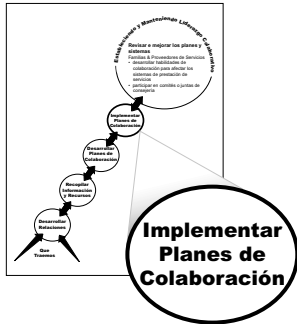 Estableciendo y Manteniendo Liderazgo Colaborativo
Revisar e mejorar los planes y
sistemas
Familias & Proveedores de Servicios
• desarrollar habilidades de
colaboración para afectar los
sistemas de prestación de
servicios
• participar en comités o juntas de
consejería
Implementar
Planes de
Colaboración
Desarrollar
Planes de
Colaboración
Recopilar
Información
y Recursos
Desarrollar
Relaciones
Que
Traemos
Implementar
Planes de
Colaboración